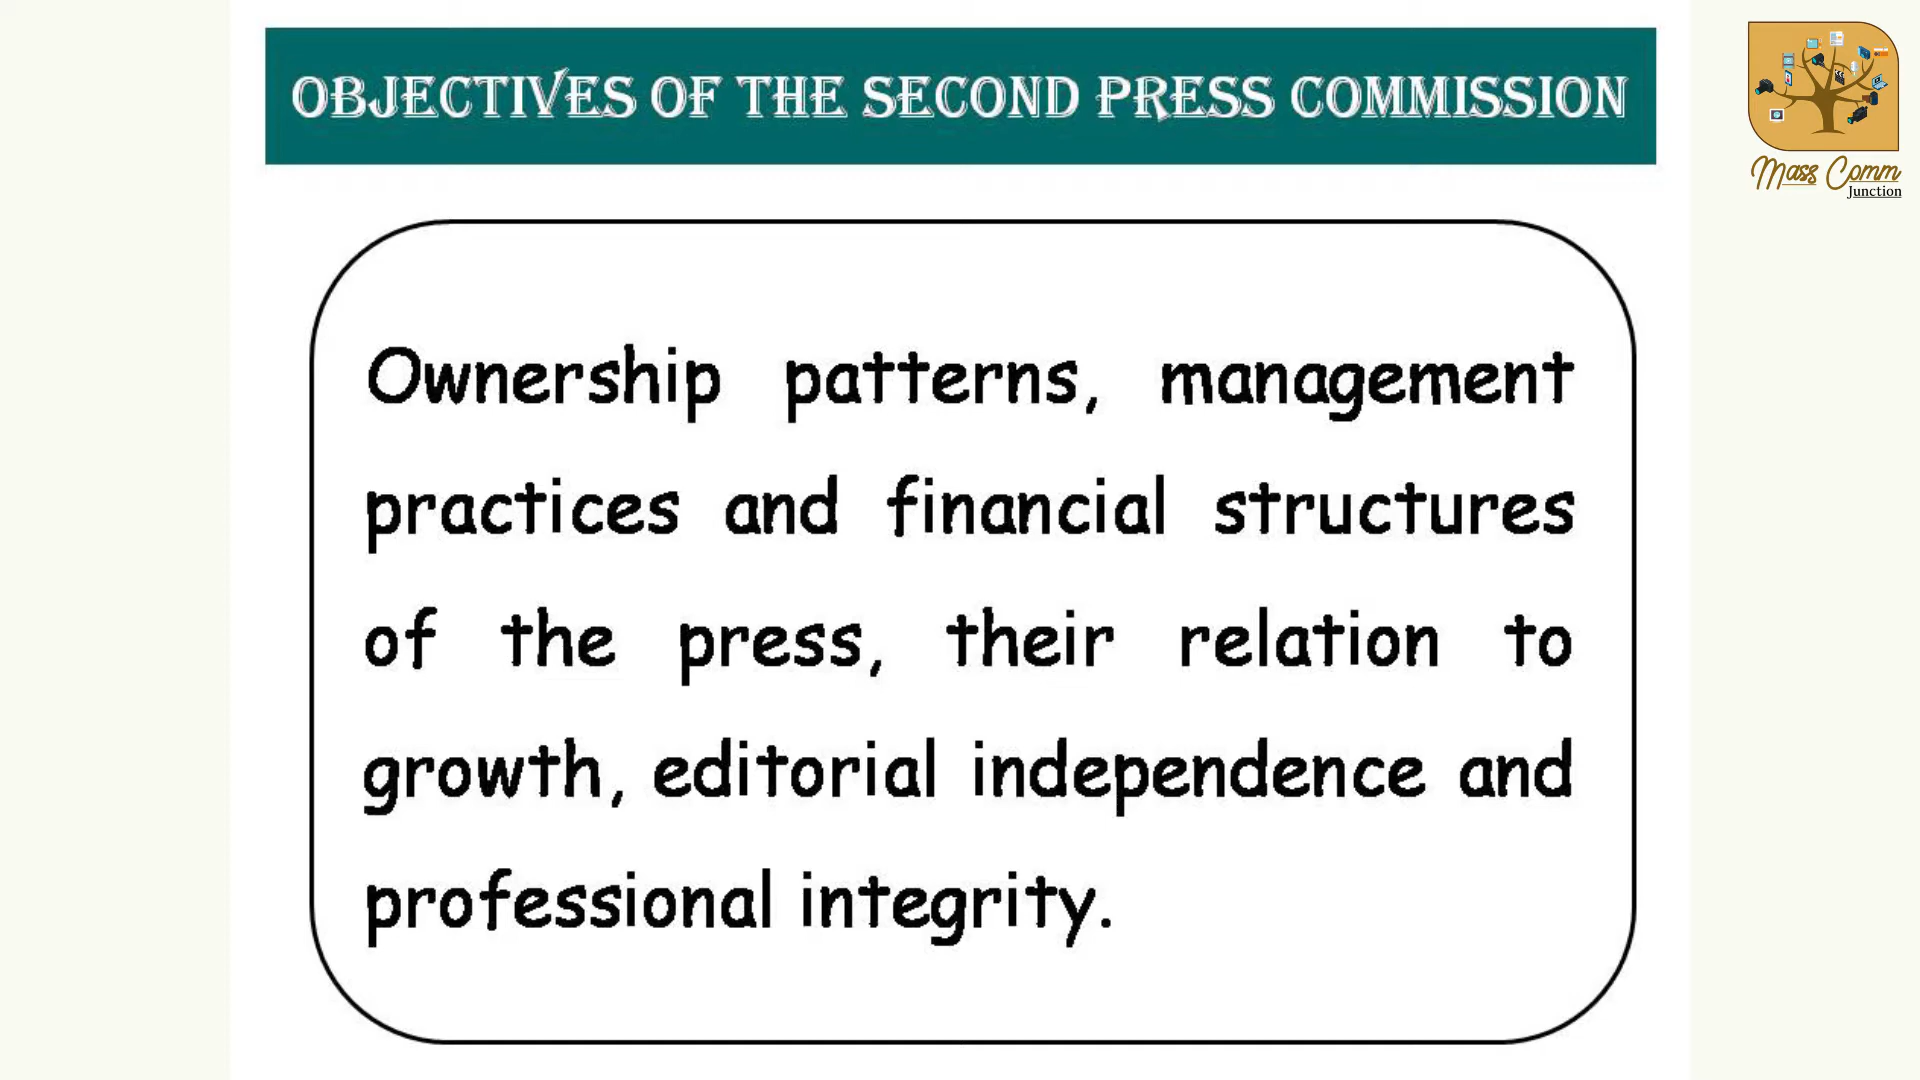 OBJECTIVES OF THE SECOND PRESS COMMISSION
Mass Comm
Junction
Ownership patterns, management
practices and financial structures
of the press, their relation to
growth, editorial independence and
professional integrity.